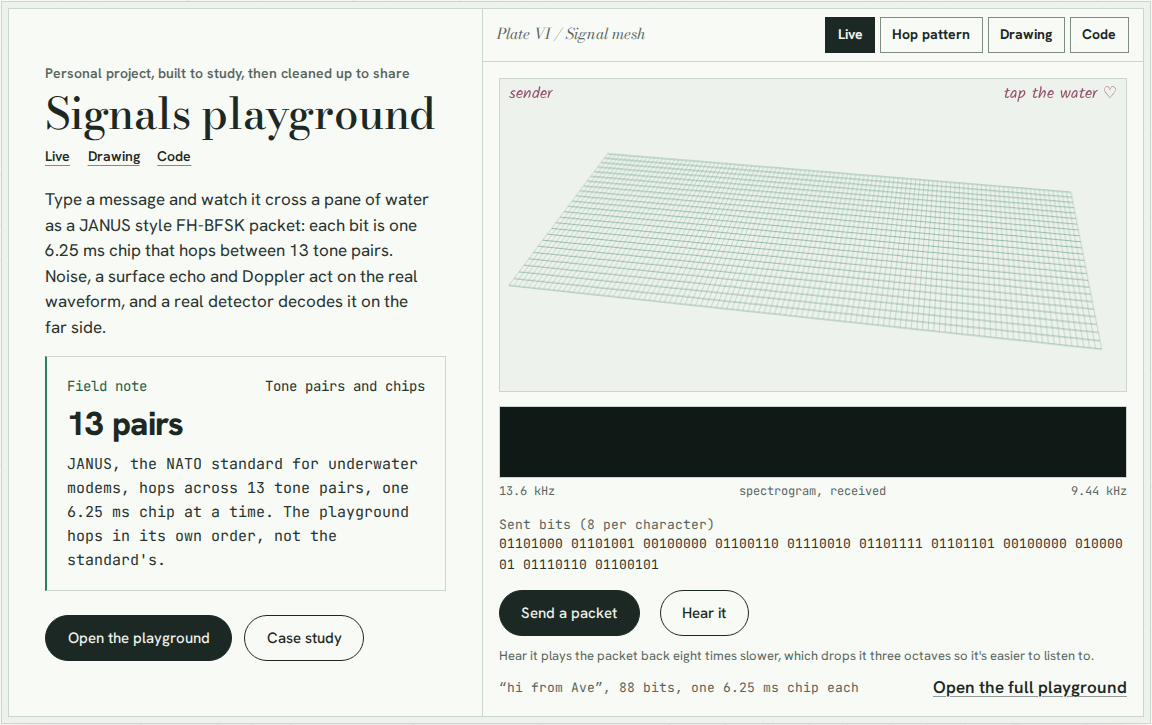 Personal project, built to study, then cleaned up to share
Signals playground
Live Drawing Code
Type a message and watch it cross a pane of water
as a JANUS style FH-BFSK packet: each bit is one
6.25 ms chip that hops between 13 tone pairs.
Noise, a surface echo and Doppler act on the real
waveform, and a real detector decodes it on the
far side.
Field note Tone pairs and chips
13 pairs
JANUS, the NATO standard for underwater
modems, hops across 13 tone pairs, one
6.25 ms chip at a time. The playground
hops in its own order, not the
standard's.
Open the playground Case study
Plate VI / Signal mesh
Live Hop pattern Drawing Code
sender tap the water ♡
13.6 kHz spectrogram, received 9.44 kHz
Sent bits (8 per character)
01101000 01101001 00100000 01100110 01110010 01101111 01101101 00100000 010000
01 01110110 01100101
Send a packet Hear it
Hear it plays the packet back eight times slower, which drops it three octaves so it's easier to listen to.
“hi from Ave”, 88 bits, one 6.25 ms chip each Open the full playground